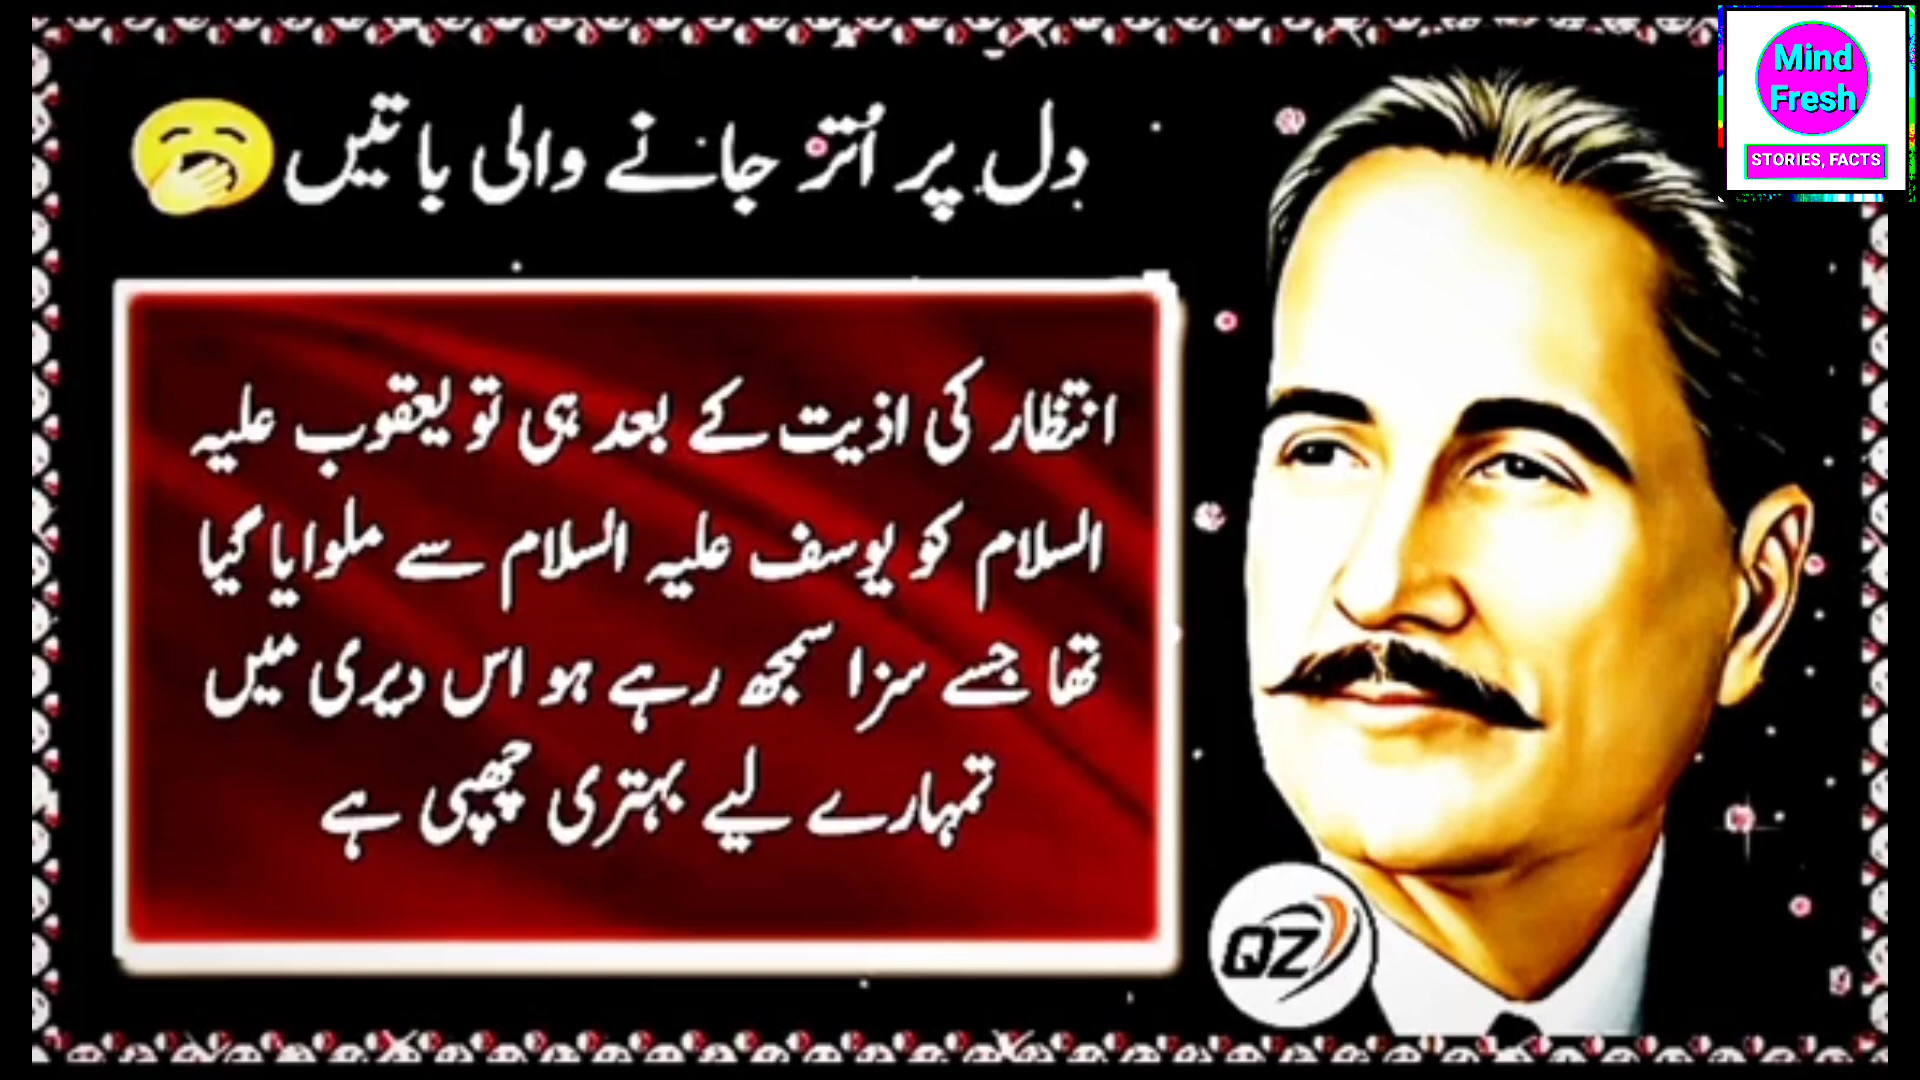 دل پر اُتر جانے والی باتیں
انتظار کی اذیت کے بعد ہی تو یعقوب علیہ
السلام کو یوسف علیہ السلام سے ملوایا گیا
تھا جسے سزا سمجھ رہے ہو اس دیری میں
تمہارے لیے بہتری چھپی ہے
Mind
Fresh
STORIES, FACTS
QZ